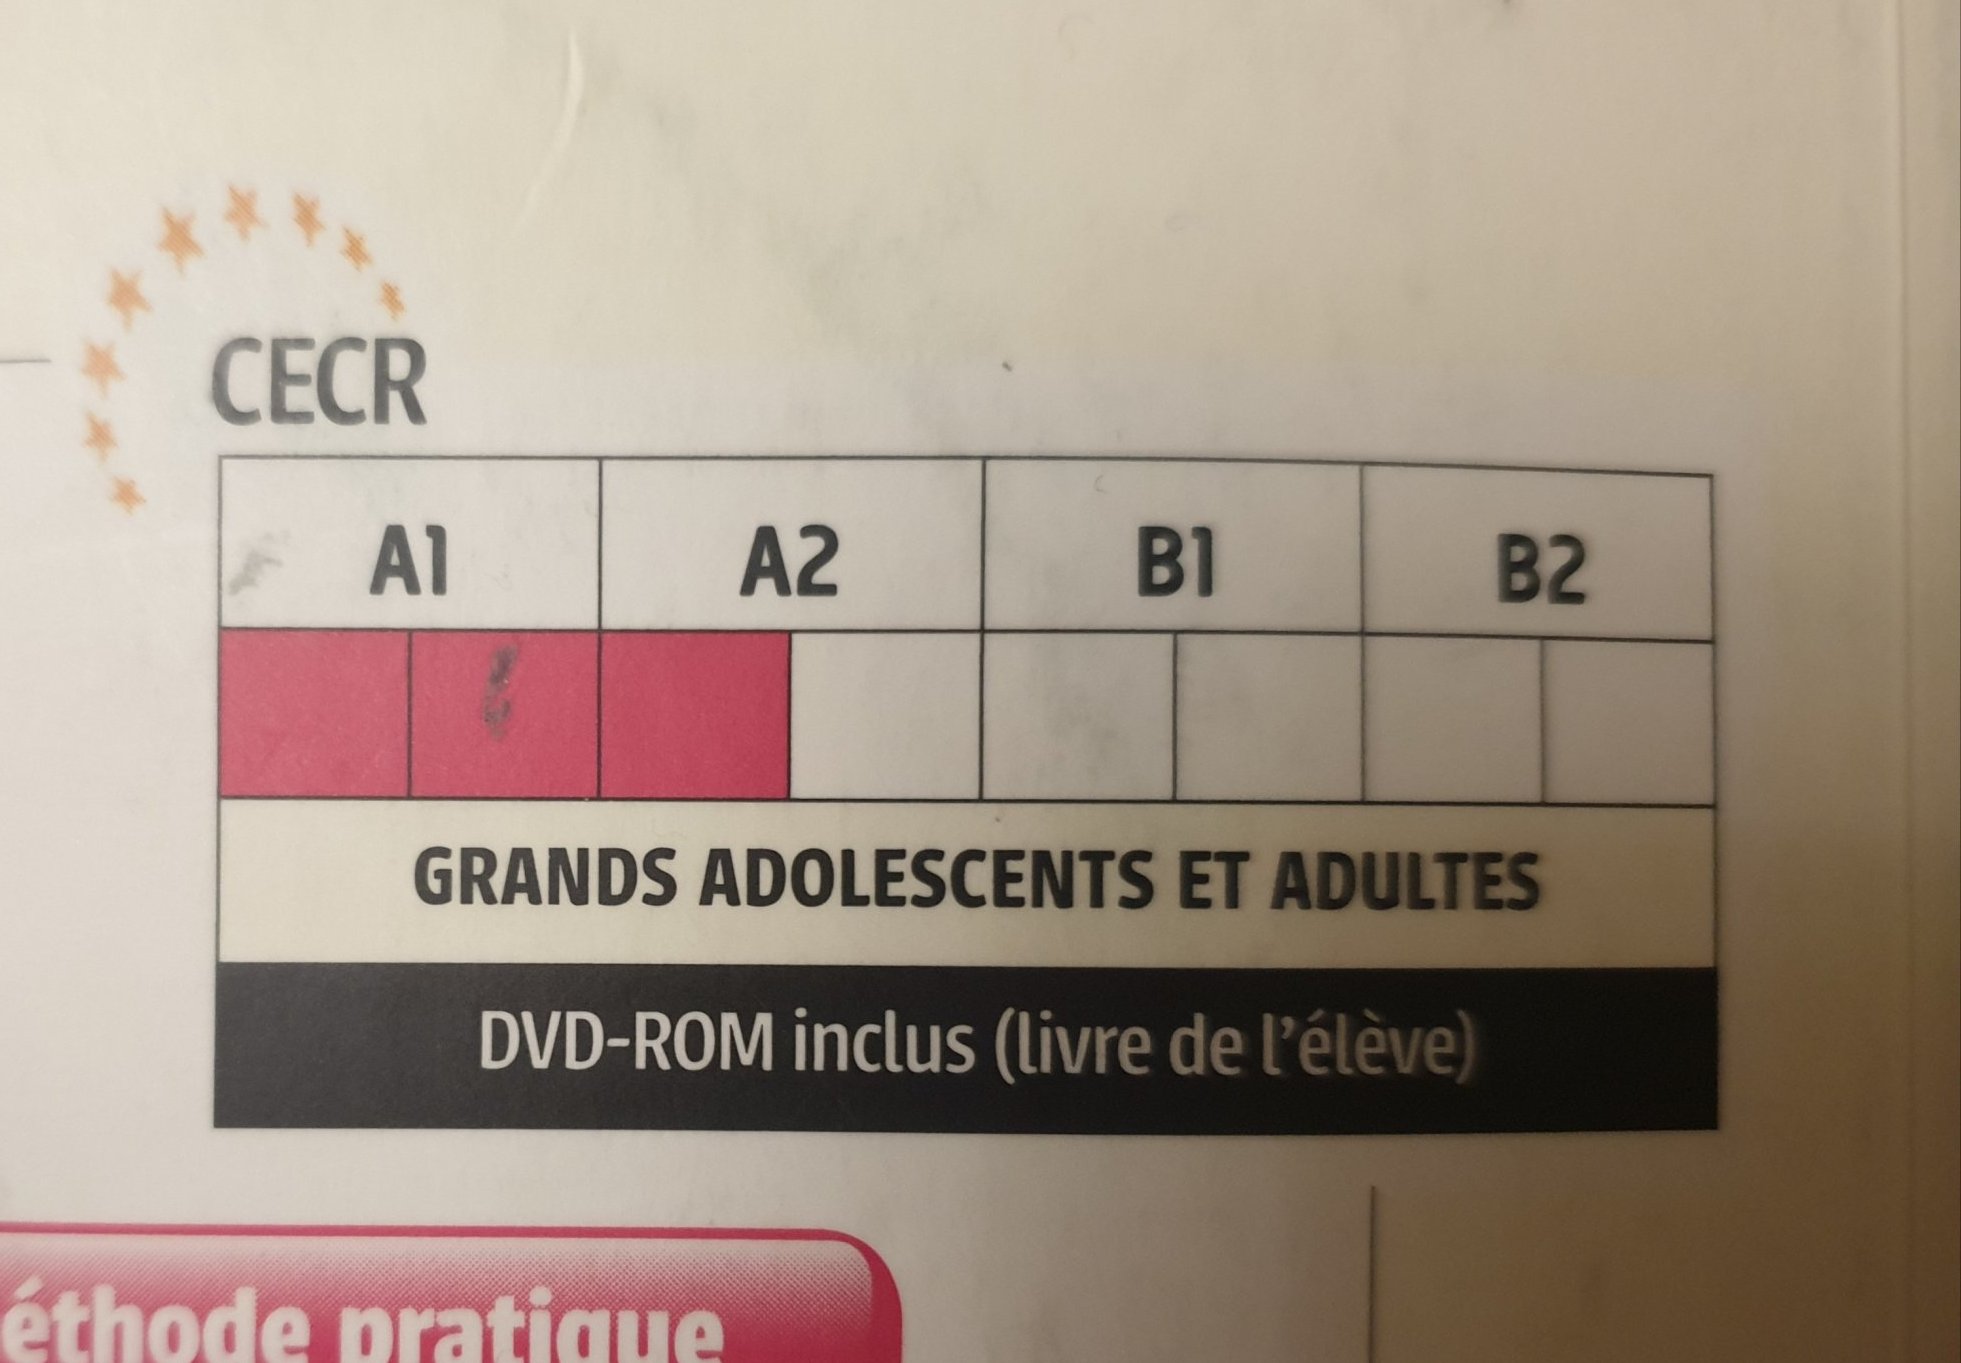 CECR
A1 A2 B1 B2
GRANDS ADOLESCENTS ET ADULTES
DVD-ROM inclus (livre de l'élève)
éthode pratique